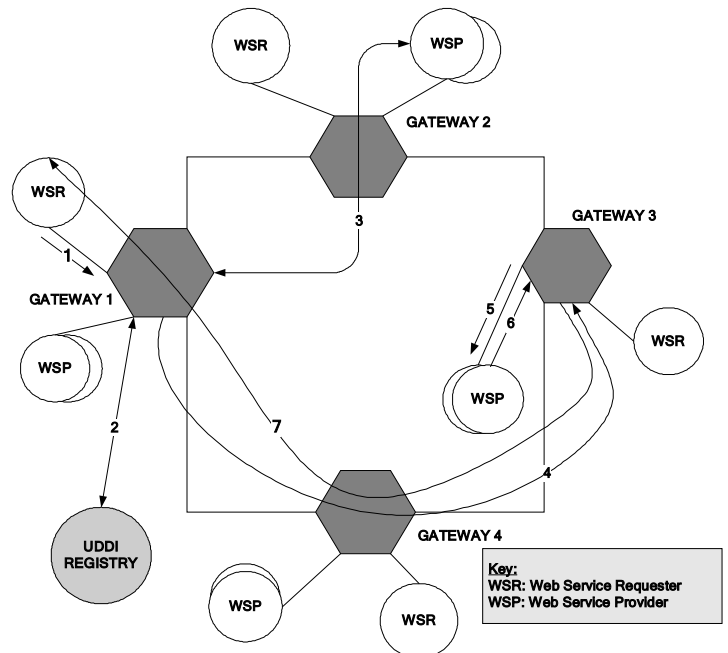 WSR
WSP
GATEWAY 2
WSR
3
GATEWAY 3
1
GATEWAY 1
5
6
WSR
WSP
WSP
2
7
4
GATEWAY 4
UDDI
REGISTRY
WSP
WSR
Key:
WSR: Web Service Requester
WSP: Web Service Provider